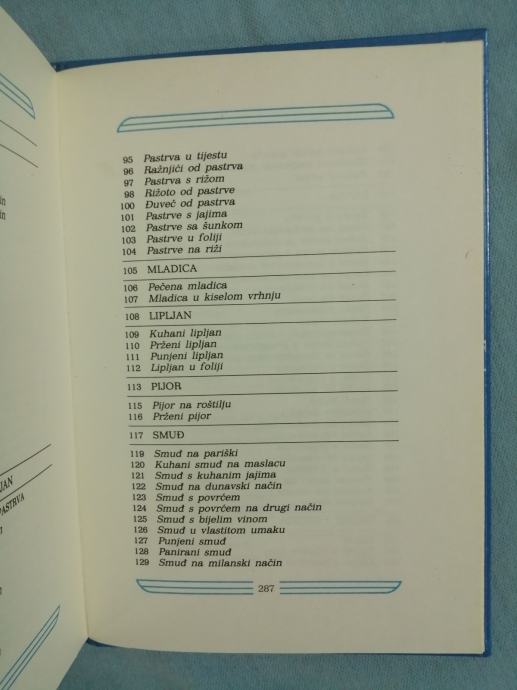 in
in
JAN
PASTRVA
n
95 Pastrva u tijestu
96 Ražnjići od pastrva
97 Pastrva s rižom
98 Rižoto od pastrve
100 Đuveč od pastrva
101 Pastrve s jajima
102 Pastrve sa šunkom
103 Pastrve u foliji
104 Pastrve na riži
105 MLADICA
106 Pečena mladica
107 Mladica u kiselom vrhnju
108 LIPLJAN
109 Kuhani lipljan
110 Prženi lipljan
111 Punjeni lipljan
112 Lipljan u foliji
113 PIJOR
115 Pijor na roštilju
116 Prženi pijor
117 SMUĐ
119 Smuđ na pariški
120 Kuhani smuđ na maslacu
121 Smuđ s kuhanim jajima
122 Smuđ na dunavski način
123 Smuđ s povrćem
124 Smuđ s povrćem na drugi način
125 Smuđ s bijelim vinom
126 Smuđ u vlastitom umaku
127 Punjeni smuđ
128 Panirani smuđ
129 Smuđ na milanski način
287